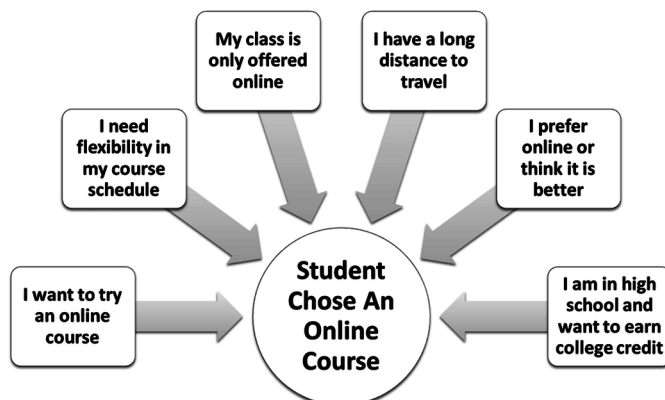 My class is
only offered
online
I have a long
distance to
travel
I need
flexibility in
my course
schedule
I prefer
online or
think it is
better
I want to try
an online
course
Student
Chose An
Online
Course
I am in high
school and
want to earn
college credit